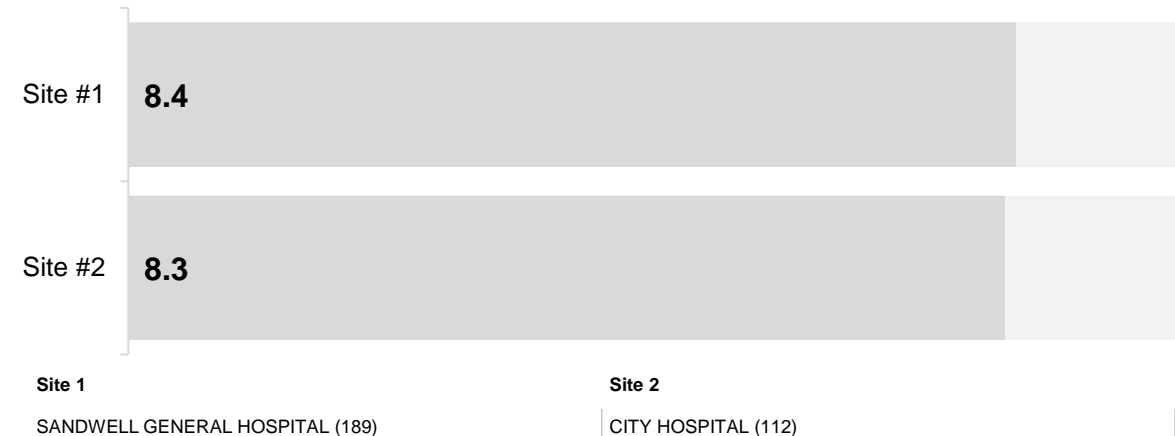 Site #1 8.4
Site #2 8.3
Site 1 Site 2
SANDWELL GENERAL HOSPITAL (189) CITY HOSPITAL (112)